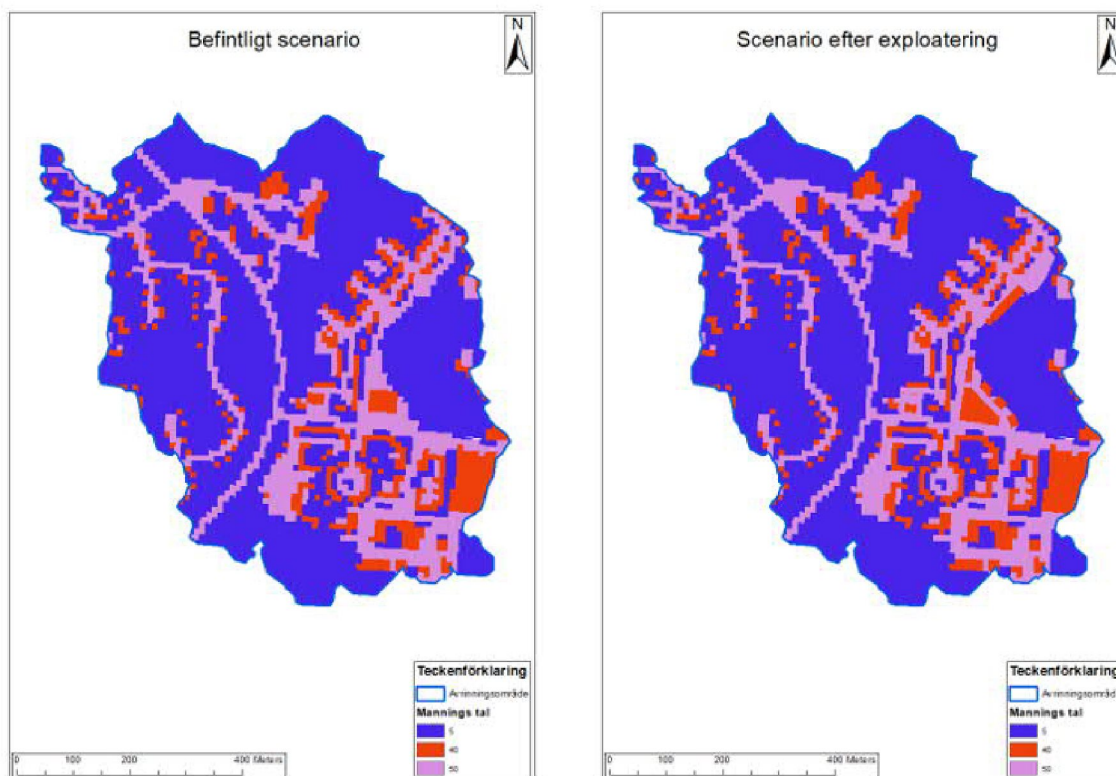 Befintligt scenario
N
Teckenförklaring
Avrinningsområde
Mannings tal
5
40
50
0 100 200 400 Meters
Scenario efter exploatering
N
Teckenförklaring
Avrinningsområde
Mannings tal
5
40
50
0 100 200 400 Meters